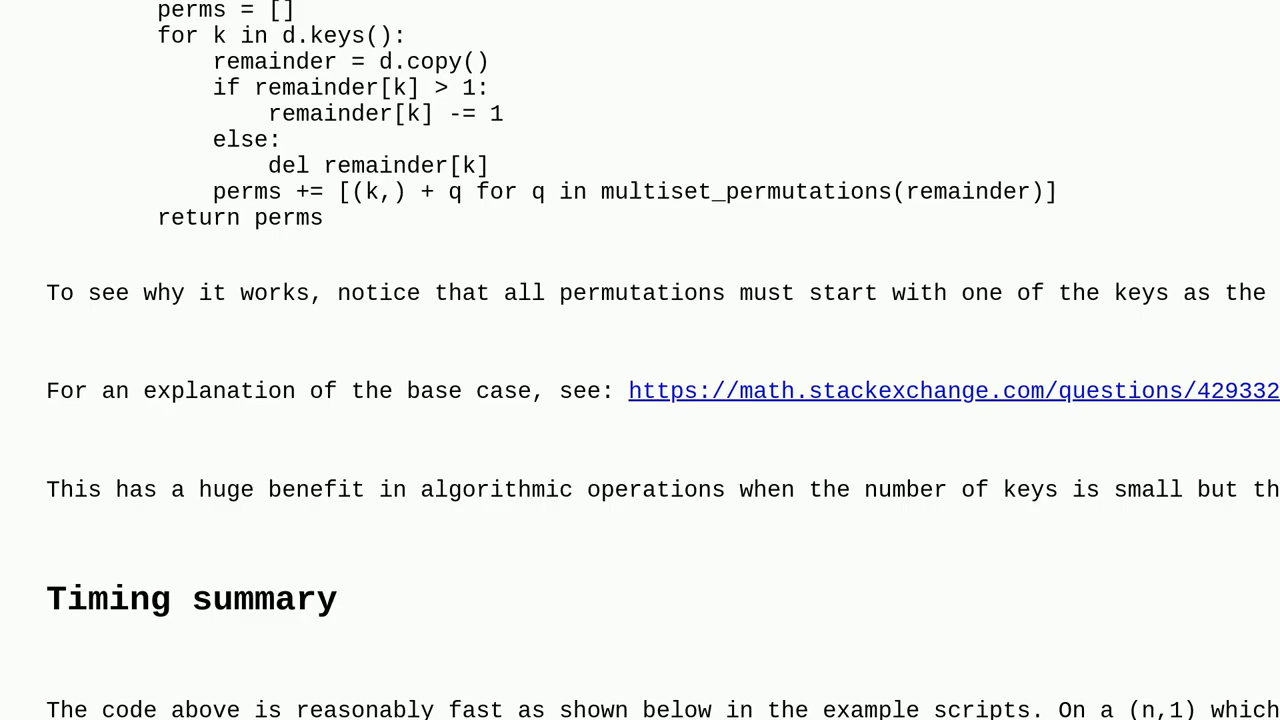 perms = []
for k in d.keys():
remainder = d.copy()
if remainder[k] > 1:
remainder[k] -= 1
else:
del remainder[k]
perms += [(k,) + q for q in multiset_permutations(remainder)]
return perms
To see why it works, notice that all permutations must start with one of the keys as the
For an explanation of the base case, see: https://math.stackexchange.com/questions/429332
This has a huge benefit in algorithmic operations when the number of keys is small but th
Timing summary
The code above is reasonably fast as shown below in the example scripts. On a (n,1) which